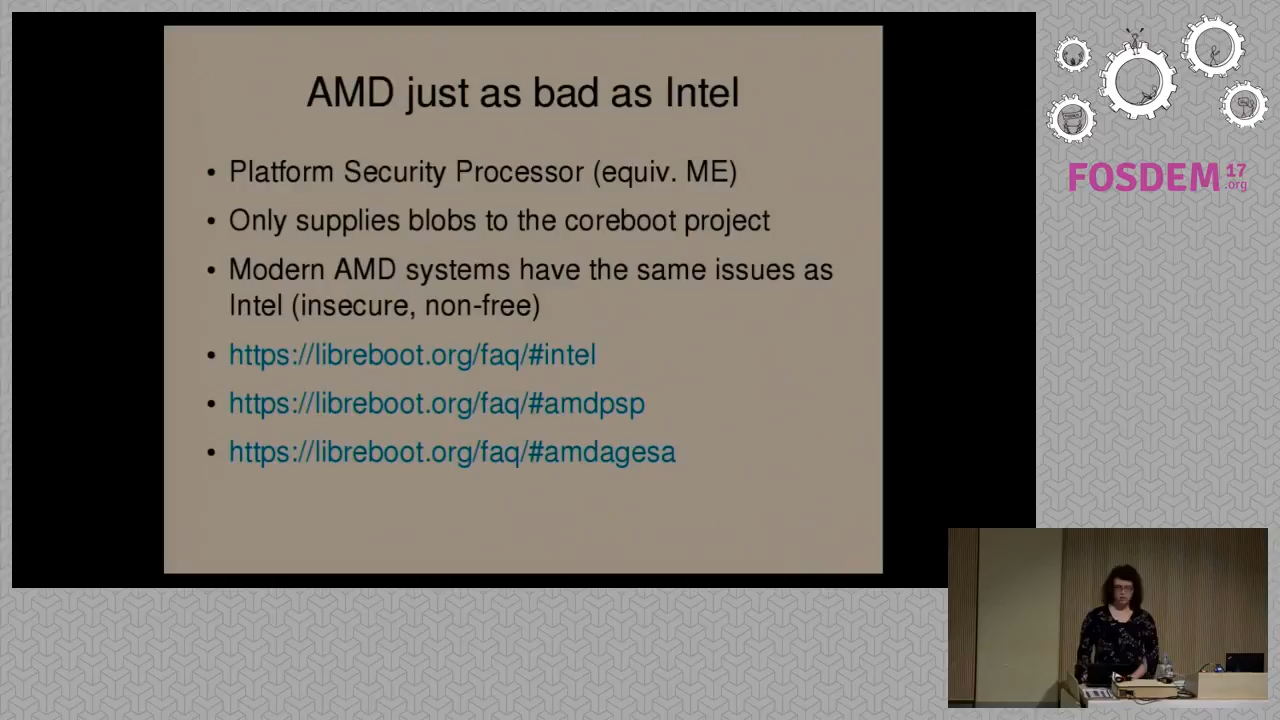 AMD just as bad as Intel
• Platform Security Processor (equiv. ME)
• Only supplies blobs to the coreboot project
• Modern AMD systems have the same issues as
Intel (insecure, non-free)
• https://libreboot.org/faq/#intel
• https://libreboot.org/faq/#amdpsp
• https://libreboot.org/faq/#amdagesa
FOSDEM 17
.org